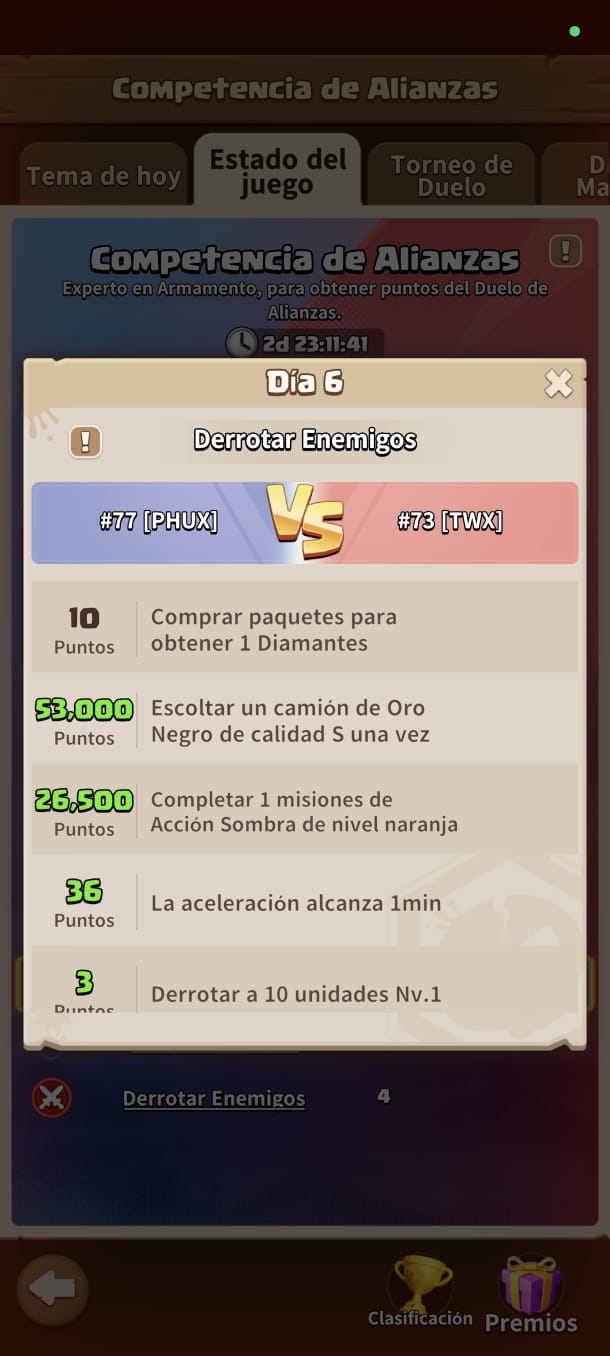 Competencia de Alianzas
Tema de hoy
Estado del
juego
Torneo de
Duelo
D
Ma
Competencia de Alianzas
Experto en Armamento, para obtener puntos del Duelo de
Alianzas.
2d 23:11:41
Día 6
Derrotar Enemigos
#77 [PHUX]
VS
#73 [TWX]
10
Puntos
Comprar paquetes para
obtener 1 Diamantes
53,000
Puntos
Escoltar un camión de Oro
Negro de calidad S una vez
26,500
Puntos
Completar 1 misiones de
Acción Sombra de nivel naranja
36
Puntos
La aceleración alcanza 1min
3
Puntos
Derrotar a 10 unidades Nv.1
Derrotar Enemigos
4
Clasificación
Premios